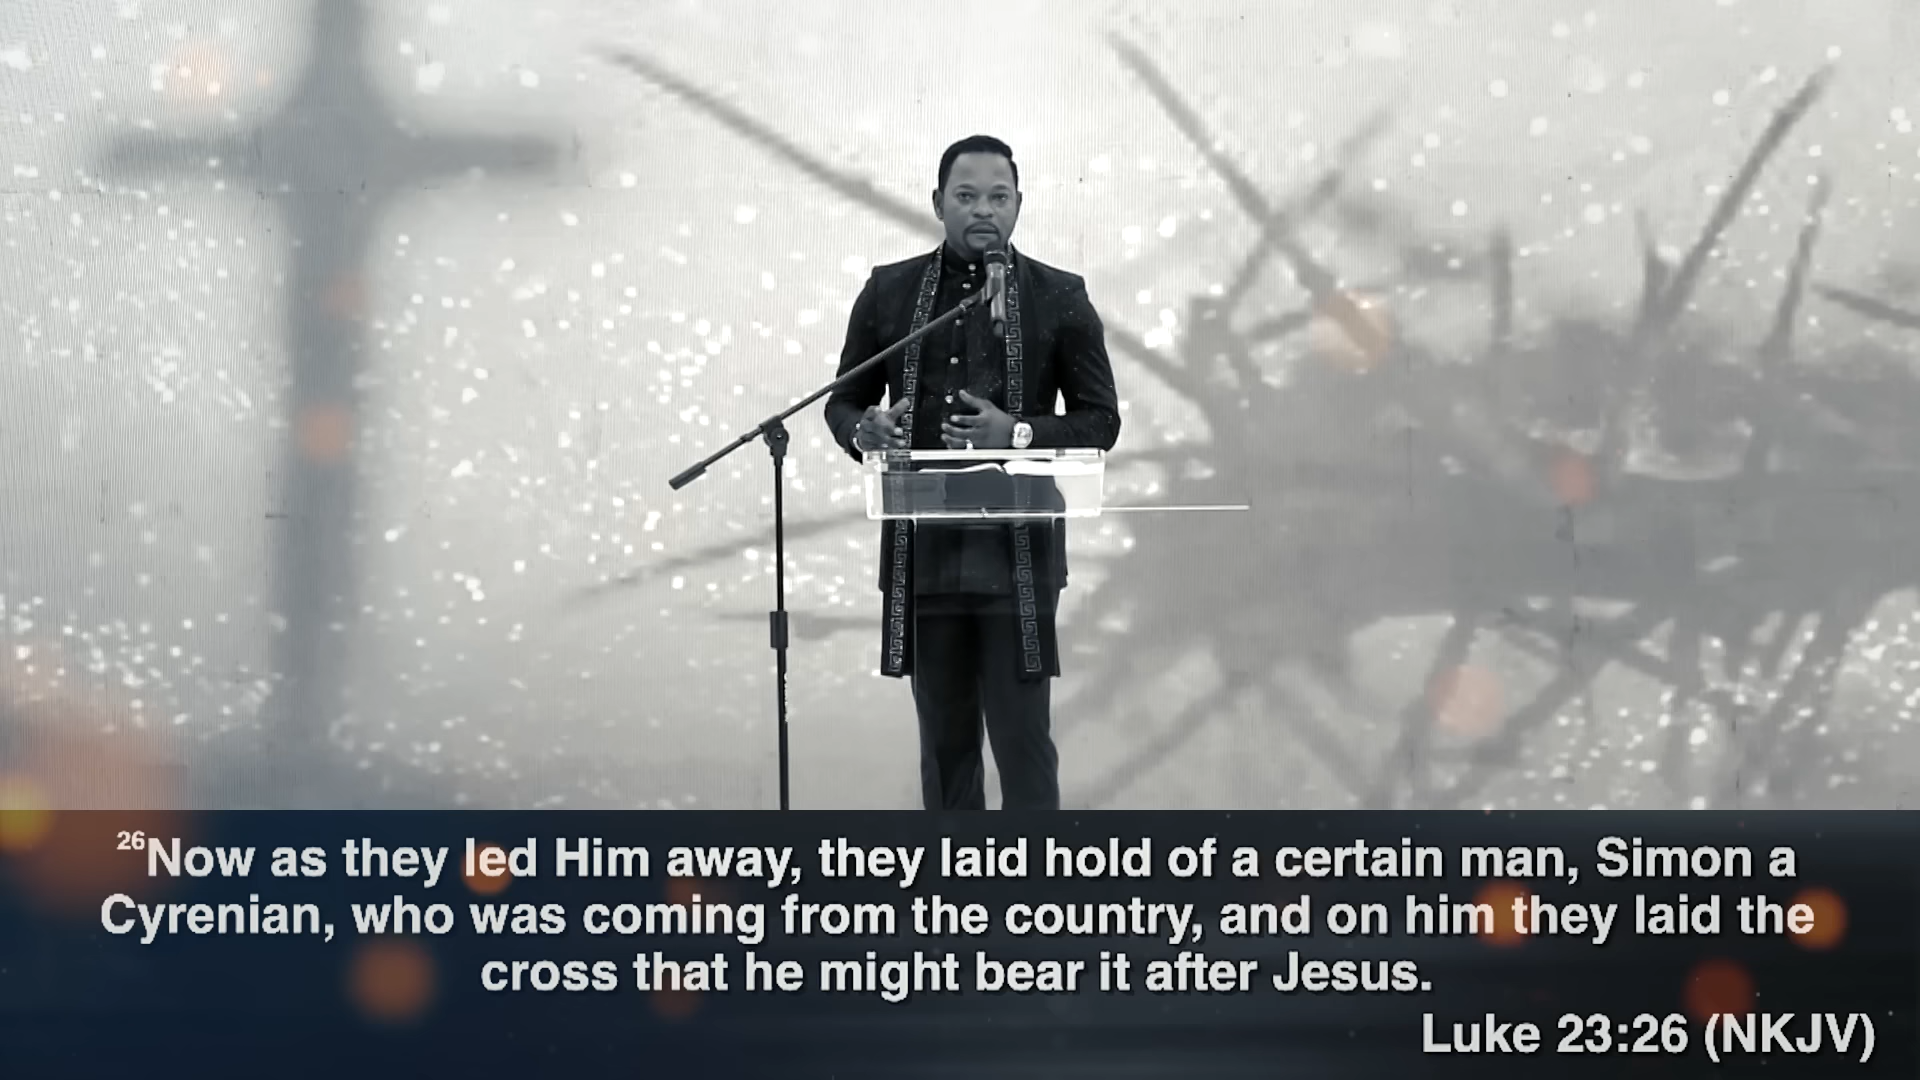 26Now as they led Him away, they laid hold of a certain man, Simon a
Cyrenian, who was coming from the country, and on him they laid the
cross that he might bear it after Jesus.
Luke 23:26 (NKJV)